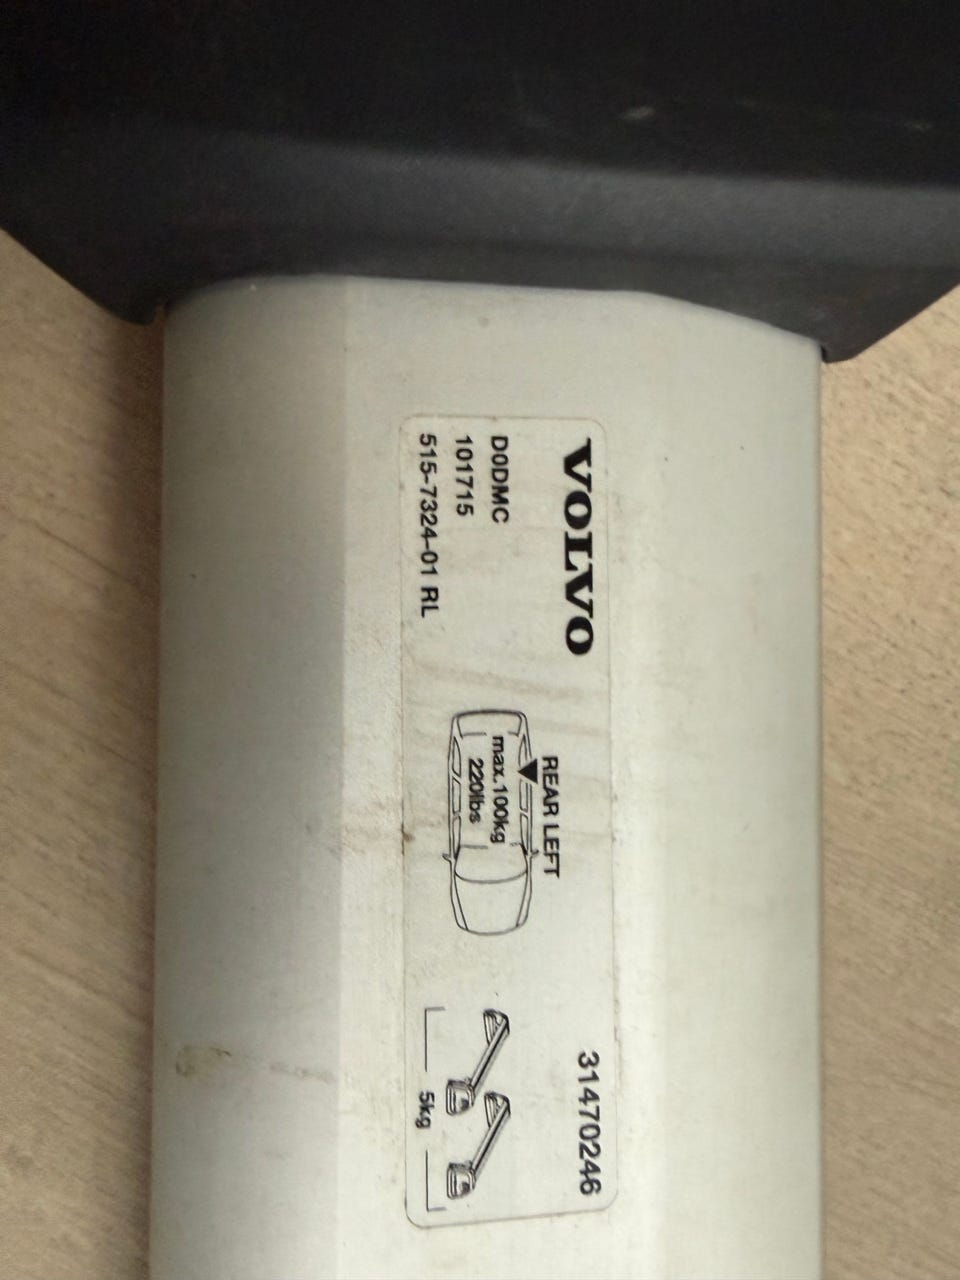 VOLVO
D0DMC
101715
515-7324-01 RL
REAR LEFT
max.100kg
220lbs
31470246
5kg